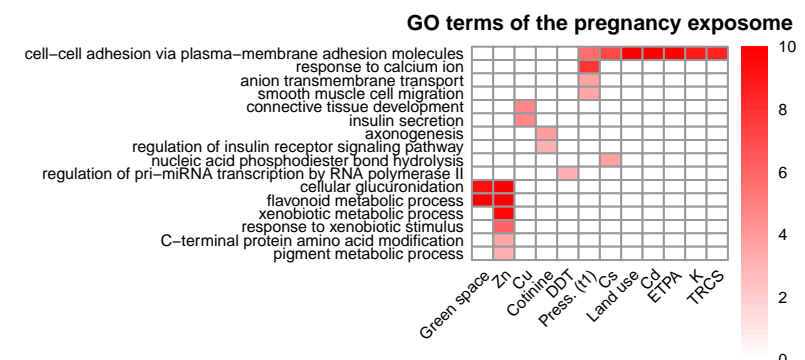 GO terms of the pregnancy exposome
cell−cell adhesion via plasma−membrane adhesion molecules
response to calcium ion
anion transmembrane transport
smooth muscle cell migration
connective tissue development
insulin secretion
axonogenesis
regulation of insulin receptor signaling pathway
nucleic acid phosphodiester bond hydrolysis
regulation of pri−miRNA transcription by RNA polymerase II
cellular glucuronidation
flavonoid metabolic process
xenobiotic metabolic process
response to xenobiotic stimulus
C−terminal protein amino acid modification
pigment metabolic process
Green space
Zn
Cu
Cotinine
DDT
Press. (t1)
Cs
Land use
Cd
ETPA
K
TRCS
10
8
6
4
2
0